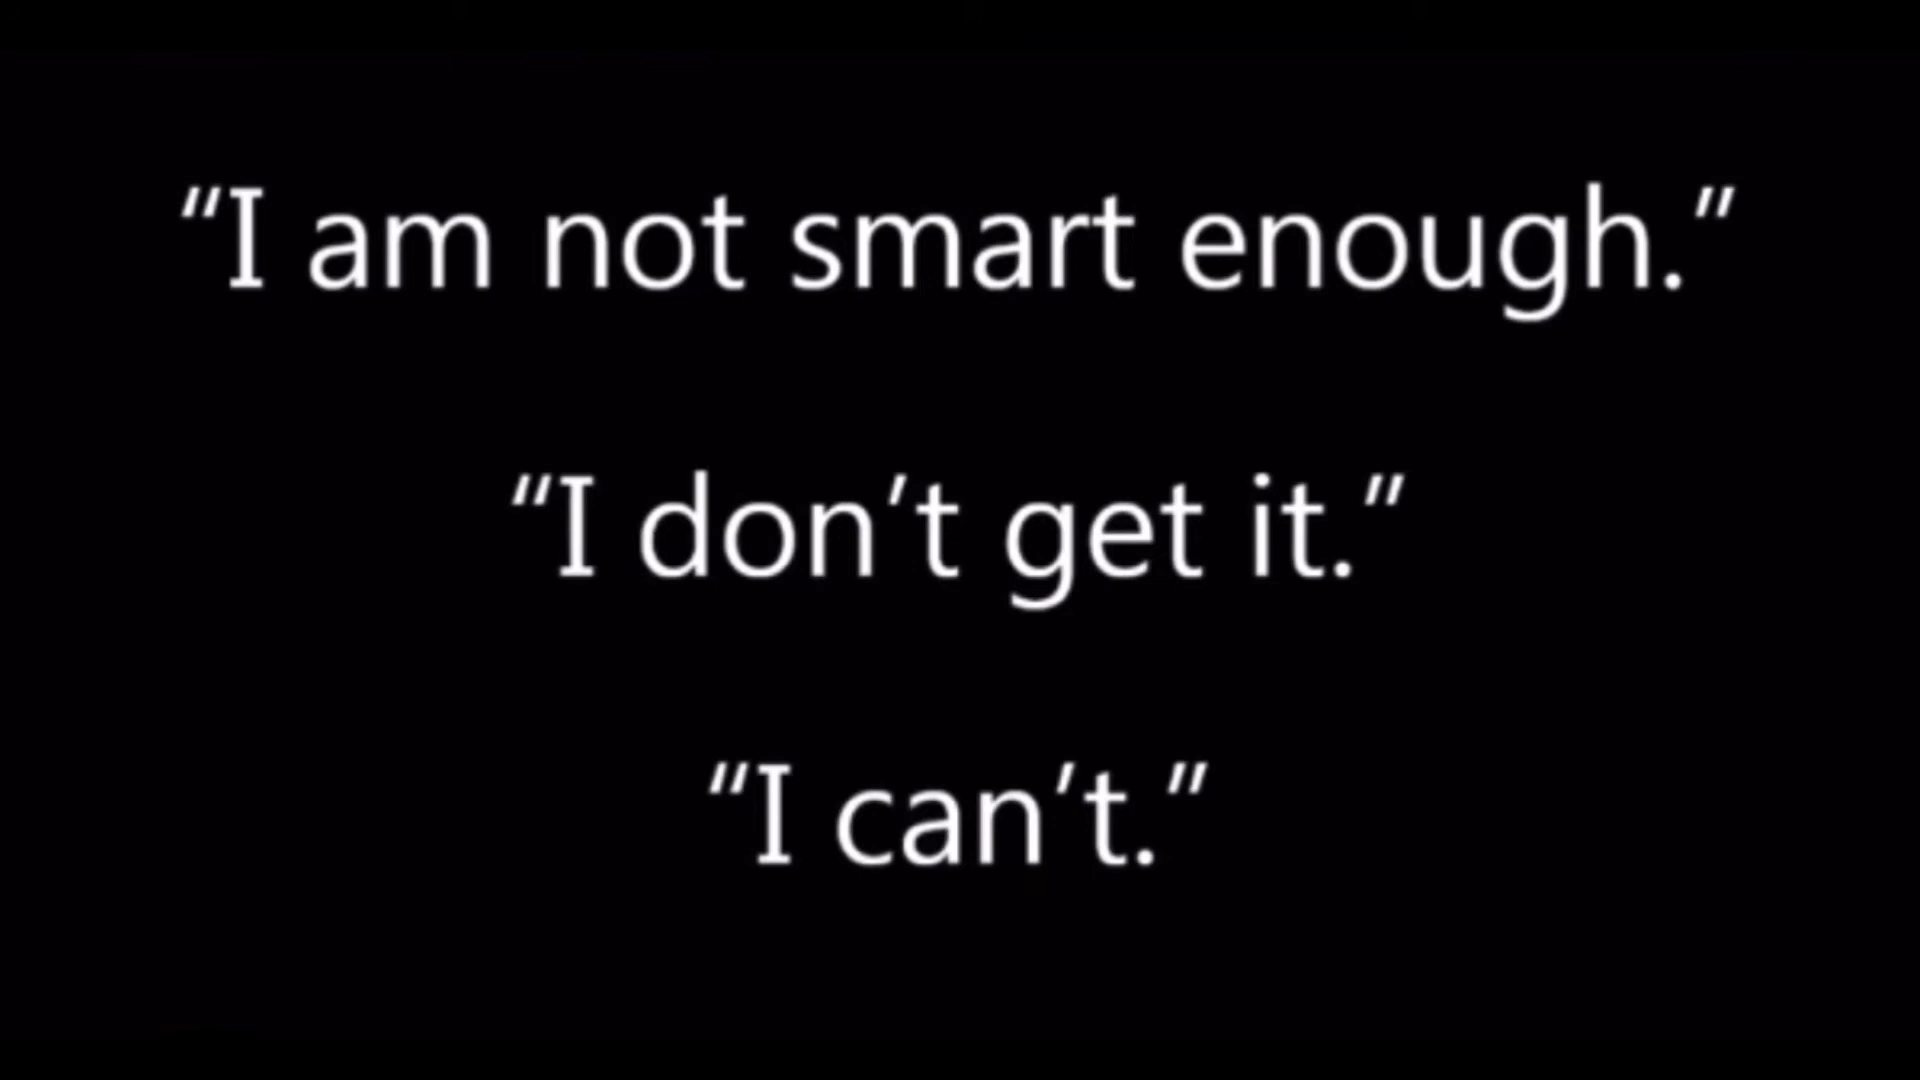 “I am not smart enough.”
“I don’t get it.”
“I can’t.”